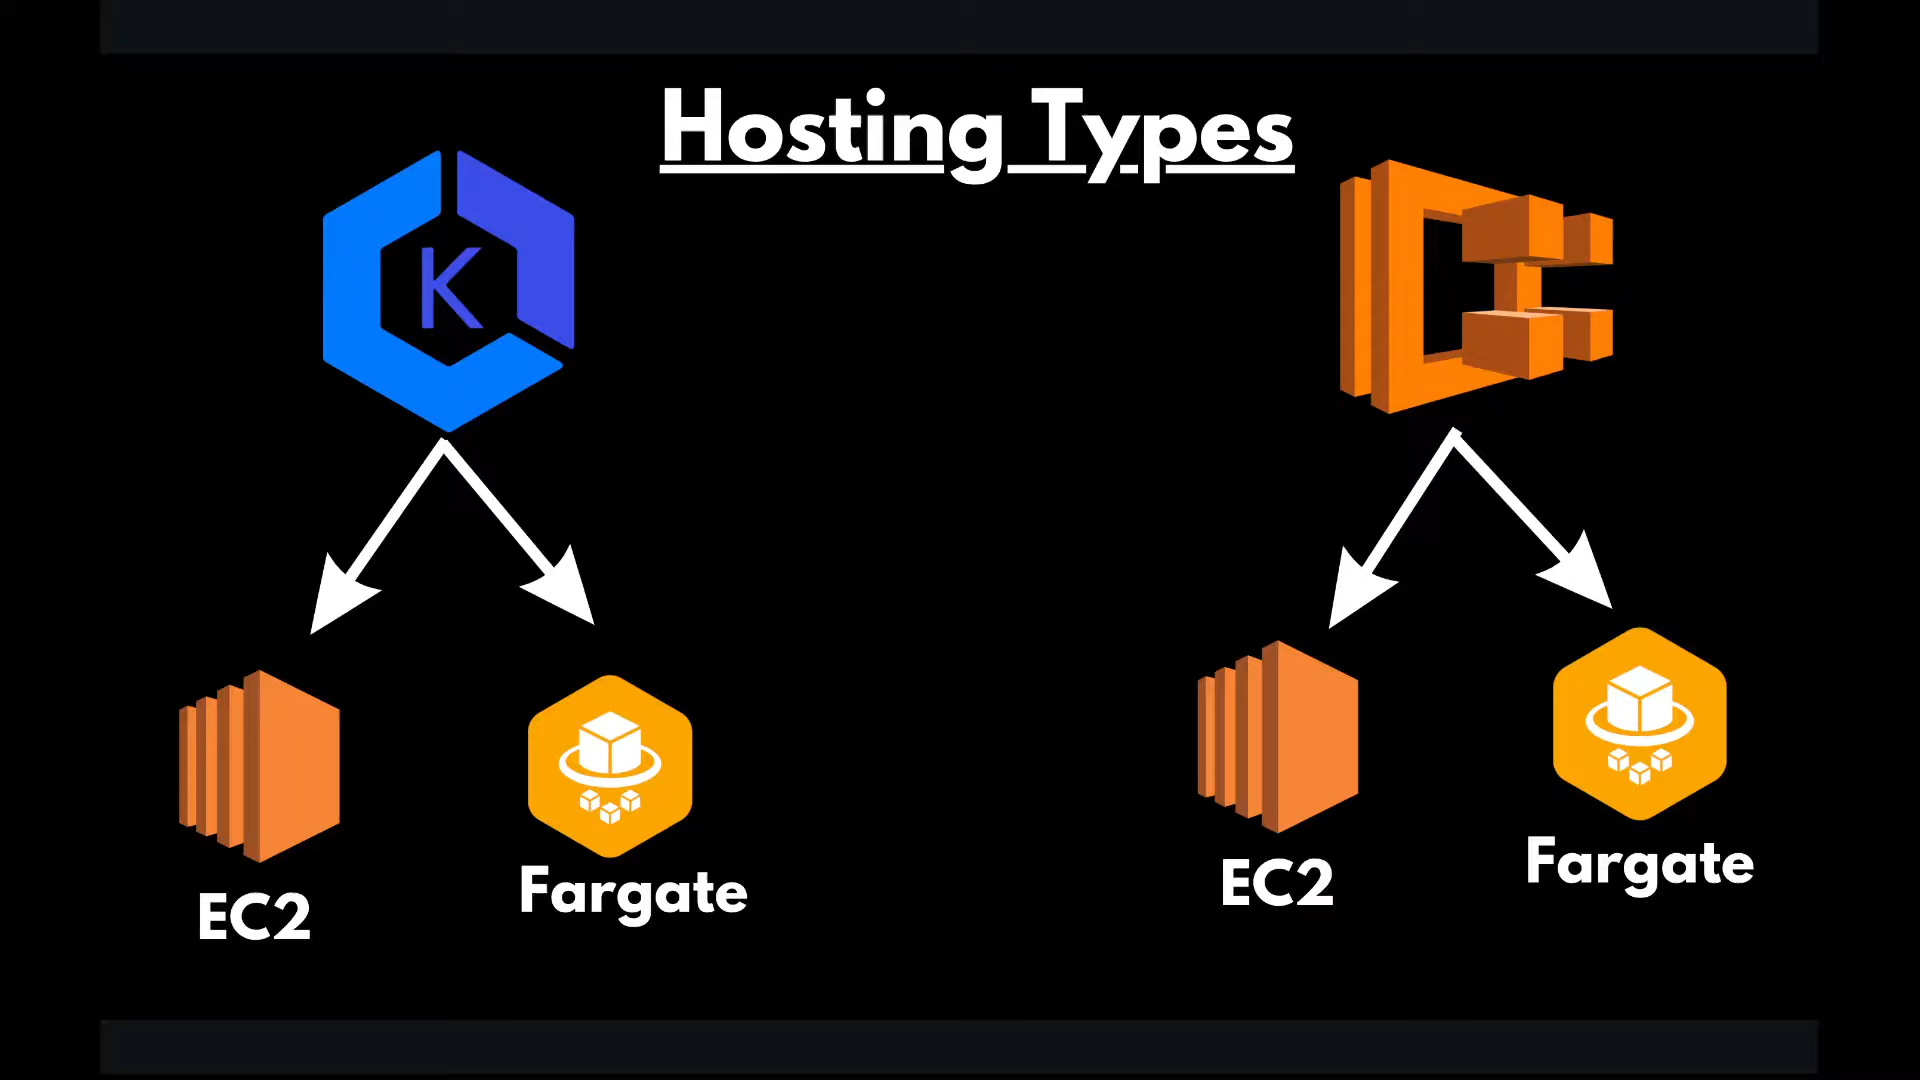 Hosting Types
K
EC2
Fargate
EC2
Fargate